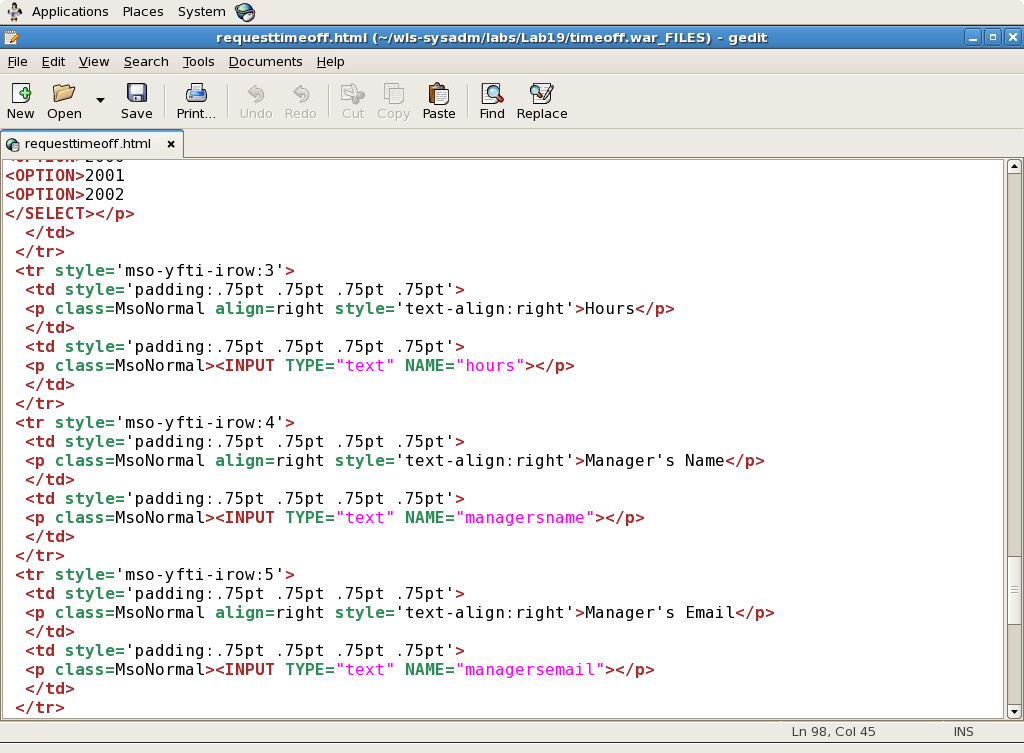 Applications Places System
requesttimeoff.html (~/wls-sysadm/labs/Lab19/timeoff.war_FILES) - gedit
File Edit View Search Tools Documents Help
New Open Save Print... Undo Redo Cut Copy Paste Find Replace
requesttimeoff.html
<OPTION>2000
<OPTION>2001
<OPTION>2002
</SELECT></p>
</td>
</tr>
<tr style='mso-yfti-irow:3'>
<td style='padding:.75pt .75pt .75pt .75pt'>
<p class=MsoNormal align=right style='text-align:right'>Hours</p>
</td>
<td style='padding:.75pt .75pt .75pt .75pt'>
<p class=MsoNormal><INPUT TYPE="text" NAME="hours"></p>
</td>
</tr>
<tr style='mso-yfti-irow:4'>
<td style='padding:.75pt .75pt .75pt .75pt'>
<p class=MsoNormal align=right style='text-align:right'>Manager's Name</p>
</td>
<td style='padding:.75pt .75pt .75pt .75pt'>
<p class=MsoNormal><INPUT TYPE="text" NAME="managersname"></p>
</td>
</tr>
<tr style='mso-yfti-irow:5'>
<td style='padding:.75pt .75pt .75pt .75pt'>
<p class=MsoNormal align=right style='text-align:right'>Manager's Email</p>
</td>
<td style='padding:.75pt .75pt .75pt .75pt'>
<p class=MsoNormal><INPUT TYPE="text" NAME="managersemail"></p>
</td>
</tr>
Ln 98, Col 45 INS